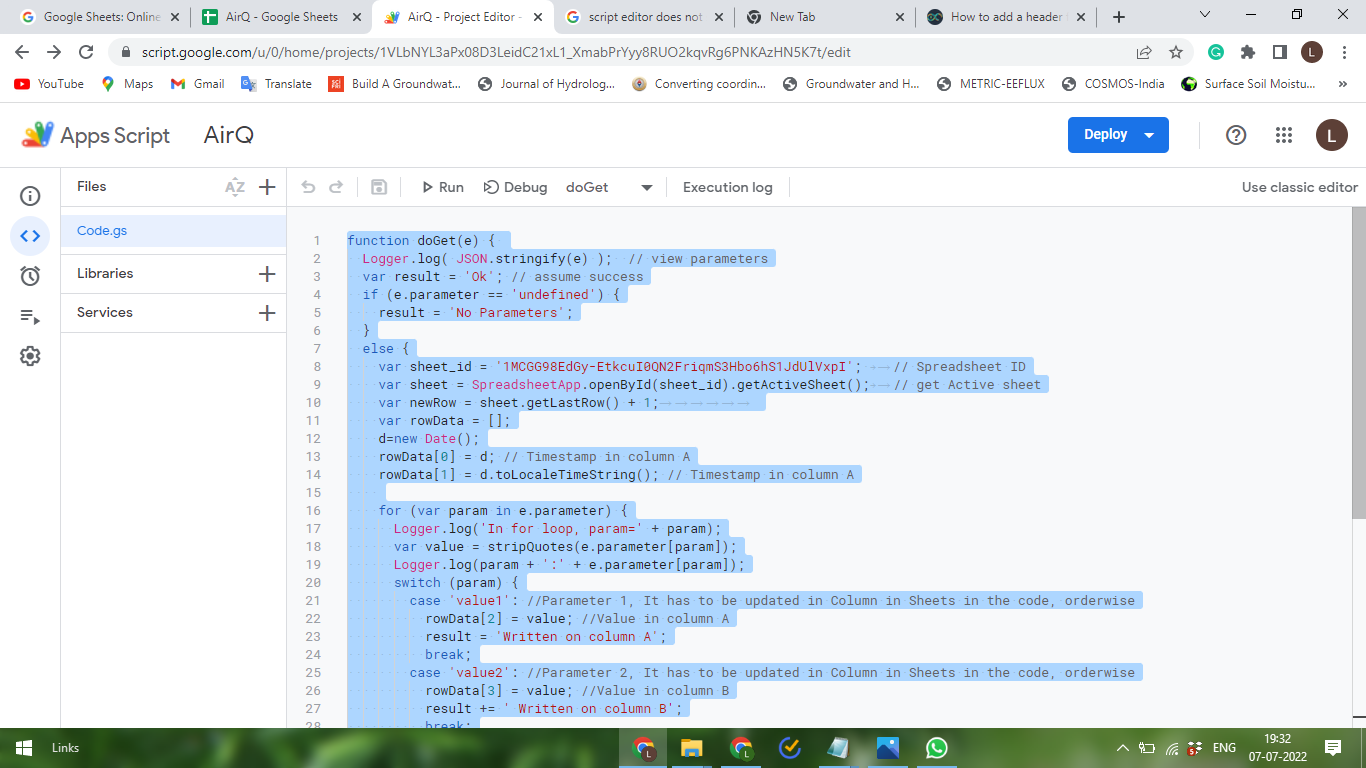 Google Sheets: Online
AirQ - Google Sheets
AirQ - Project Editor -
script editor does not
New Tab
How to add a header
script.google.com/u/0/home/projects/1VLbNYL3aPx08D3LeidC21xL1_XmabPrYyy8RUO2kqvRg6PNKAzHN5K7t/edit
L
YouTube
Maps
Gmail
Translate
Build A Groundwat...
Journal of Hydrolog...
Converting coordin...
Groundwater and H...
METRIC-EEFLUX
COSMOS-India
Surface Soil Moistu...
»
Apps Script
AirQ
Deploy
L
Files
AZ
Run
Debug
doGet
Execution log
Use classic editor
Code.gs
Libraries
Services
1 function doGet(e) {
2 Logger.log( JSON.stringify(e) ); // view parameters
3 var result = 'Ok'; // assume success
4 if (e.parameter == 'undefined') {
5 result = 'No Parameters';
6 }
7 else {
8 var sheet_id = '1MCGG98EdGy-EtkcuI0QN2FriqmS3Hbo6hS1JdUlVxpI'; // Spreadsheet ID
9 var sheet = SpreadsheetApp.openById(sheet_id).getActiveSheet(); // get Active sheet
10 var newRow = sheet.getLastRow() + 1;
11 var rowData = [];
12 d=new Date();
13 rowData[0] = d; // Timestamp in column A
14 rowData[1] = d.toLocaleTimeString(); // Timestamp in column A
15
16 for (var param in e.parameter) {
17 Logger.log('In for loop, param=' + param);
18 var value = stripQuotes(e.parameter[param]);
19 Logger.log(param + ':' + e.parameter[param]);
20 switch (param) {
21 case 'value1': //Parameter 1, It has to be updated in Column in Sheets in the code, orderwise
22 rowData[2] = value; //Value in column A
23 result = 'Written on column A';
24 break;
25 case 'value2': //Parameter 2, It has to be updated in Column in Sheets in the code, orderwise
26 rowData[3] = value; //Value in column B
27 result += ' Written on column B';
28 break;
Links
ENG
19:32
07-07-2022